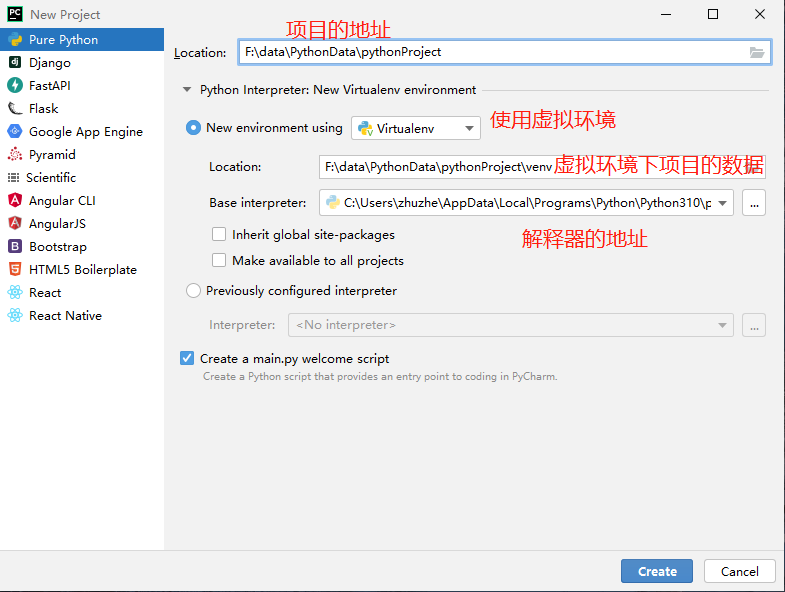 New Project
项目的地址
Pure Python
Location: F:\data\PythonData\pythonProject
Django
FastAPI
Flask
Google App Engine
Pyramid
Scientific
Angular CLI
AngularJS
Bootstrap
HTML5 Boilerplate
React
React Native
Python Interpreter: New Virtualenv environment
New environment using Virtualenv 使用虚拟环境
Location: F:\data\PythonData\pythonProject\venv 虚拟环境下项目的数据
Base interpreter: C:\Users\zhuzhe\AppData\Local\Programs\Python\Python310\p ...
Inherit global site-packages
解释器的地址
Make available to all projects
Previously configured interpreter
Interpreter: <No interpreter> ...
Create a main.py welcome script
Create a Python script that provides an entry point to coding in PyCharm.
Create Cancel